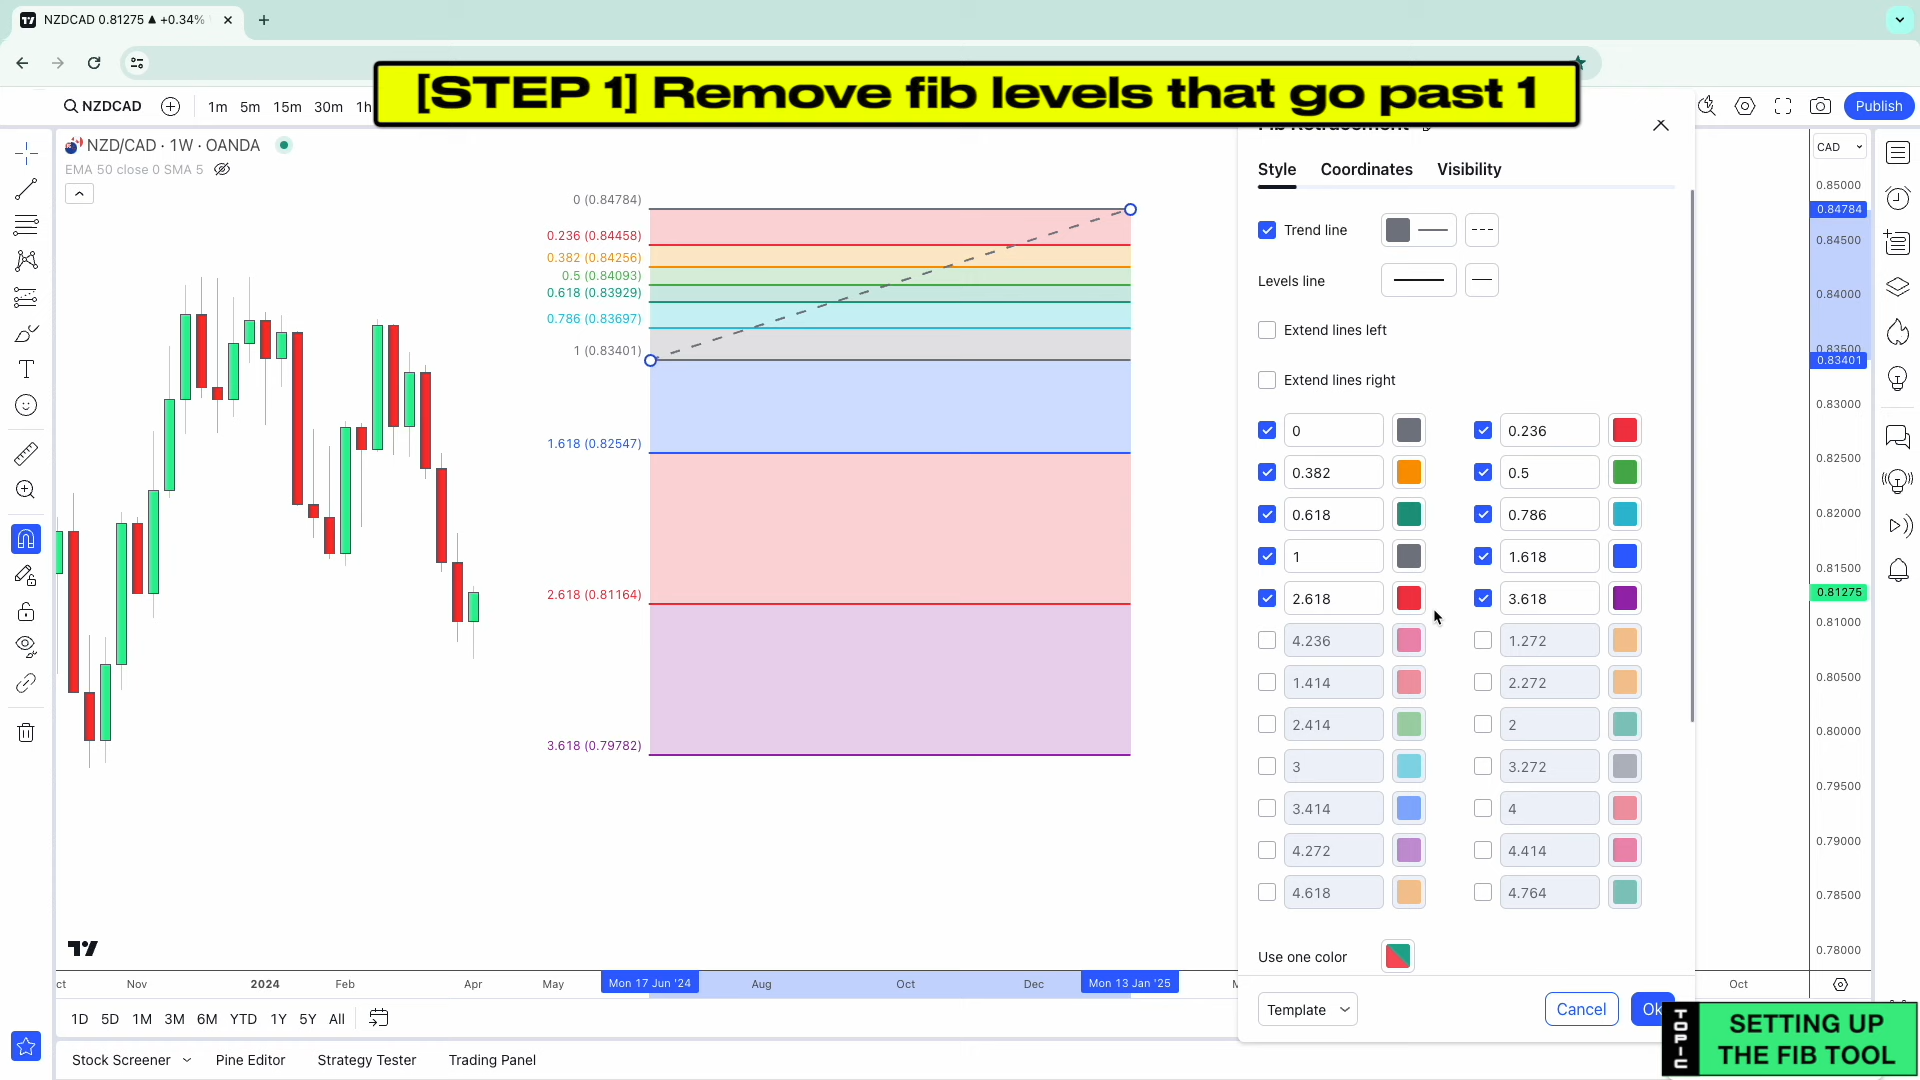 NZDCAD 0.81275 ▲ +0.34%
[STEP 1] Remove fib levels that go past 1
NZDCAD
1m 5m 15m 30m 1h
Publish
NZD/CAD · 1W · OANDA
EMA 50 close 0 SMA 5
Fib Retracement
Style Coordinates Visibility
Trend line
Levels line
Extend lines left
Extend lines right
0 0.236
0.382 0.5
0.618 0.786
1 1.618
2.618 3.618
4.236 1.272
1.414 2.272
2.414 2
3 3.272
3.414 4
4.272 4.414
4.618 4.764
Use one color
Template
Cancel
Ok
0 (0.84784)
0.236 (0.84458)
0.382 (0.84256)
0.5 (0.84093)
0.618 (0.83929)
0.786 (0.83697)
1 (0.83401)
1.618 (0.82547)
2.618 (0.81164)
3.618 (0.79782)
CAD
0.85000
0.84784
0.84500
0.84000
0.83500
0.83401
0.83000
0.82500
0.82000
0.81500
0.81275
0.81000
0.80500
0.80000
0.79500
0.79000
0.78500
0.78000
ct Nov 2024 Feb Apr May Mon 17 Jun '24 Aug Oct Dec Mon 13 Jan '25 Oct
1D 5D 1M 3M 6M YTD 1Y 5Y All
Stock Screener Pine Editor Strategy Tester Trading Panel
TOPIC
SETTING UP
THE FIB TOOL